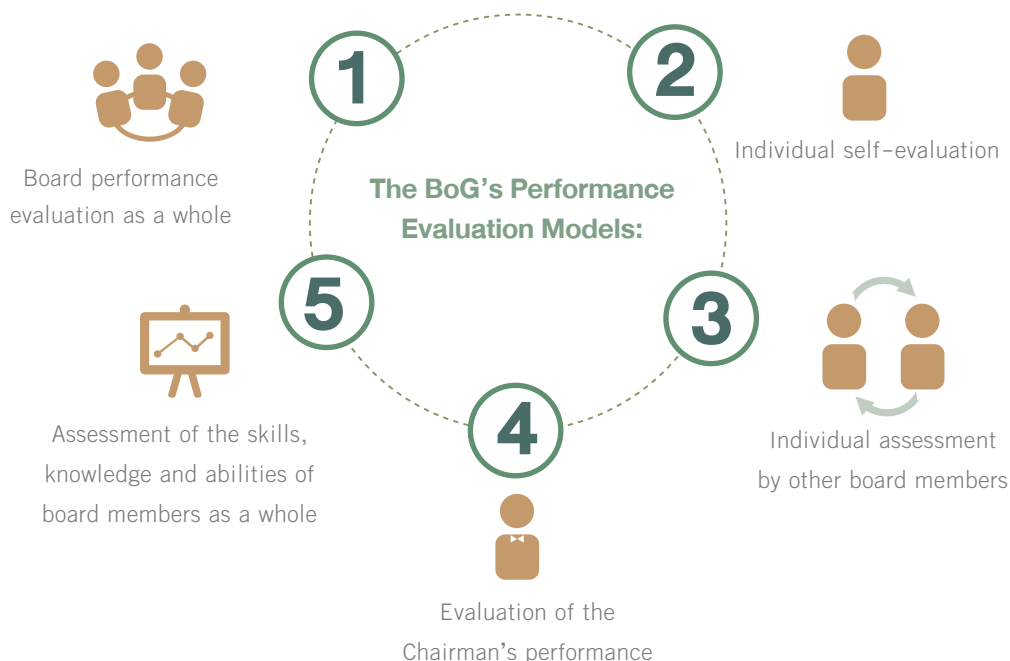 The BoG's Performance
Evaluation Models:
1
Board performance
evaluation as a whole
2
Individual self-evaluation
3
Individual assessment
by other board members
4
Evaluation of the
Chairman's performance
5
Assessment of the skills,
knowledge and abilities of
board members as a whole